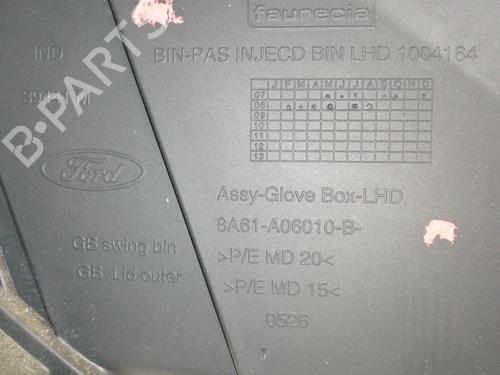 faurecia
IND
BIN-PAS INJECD BIN LHD 1004164
J F M A M J J A S O N D
07
08
09
10
11
12
13
B-PARTS
Ford
Assy-Glove Box-LHD
8A61-A06010-B-
GB swing bin
>P/E MD 20<
GB Lid outer
>P/E MD 15<
0526